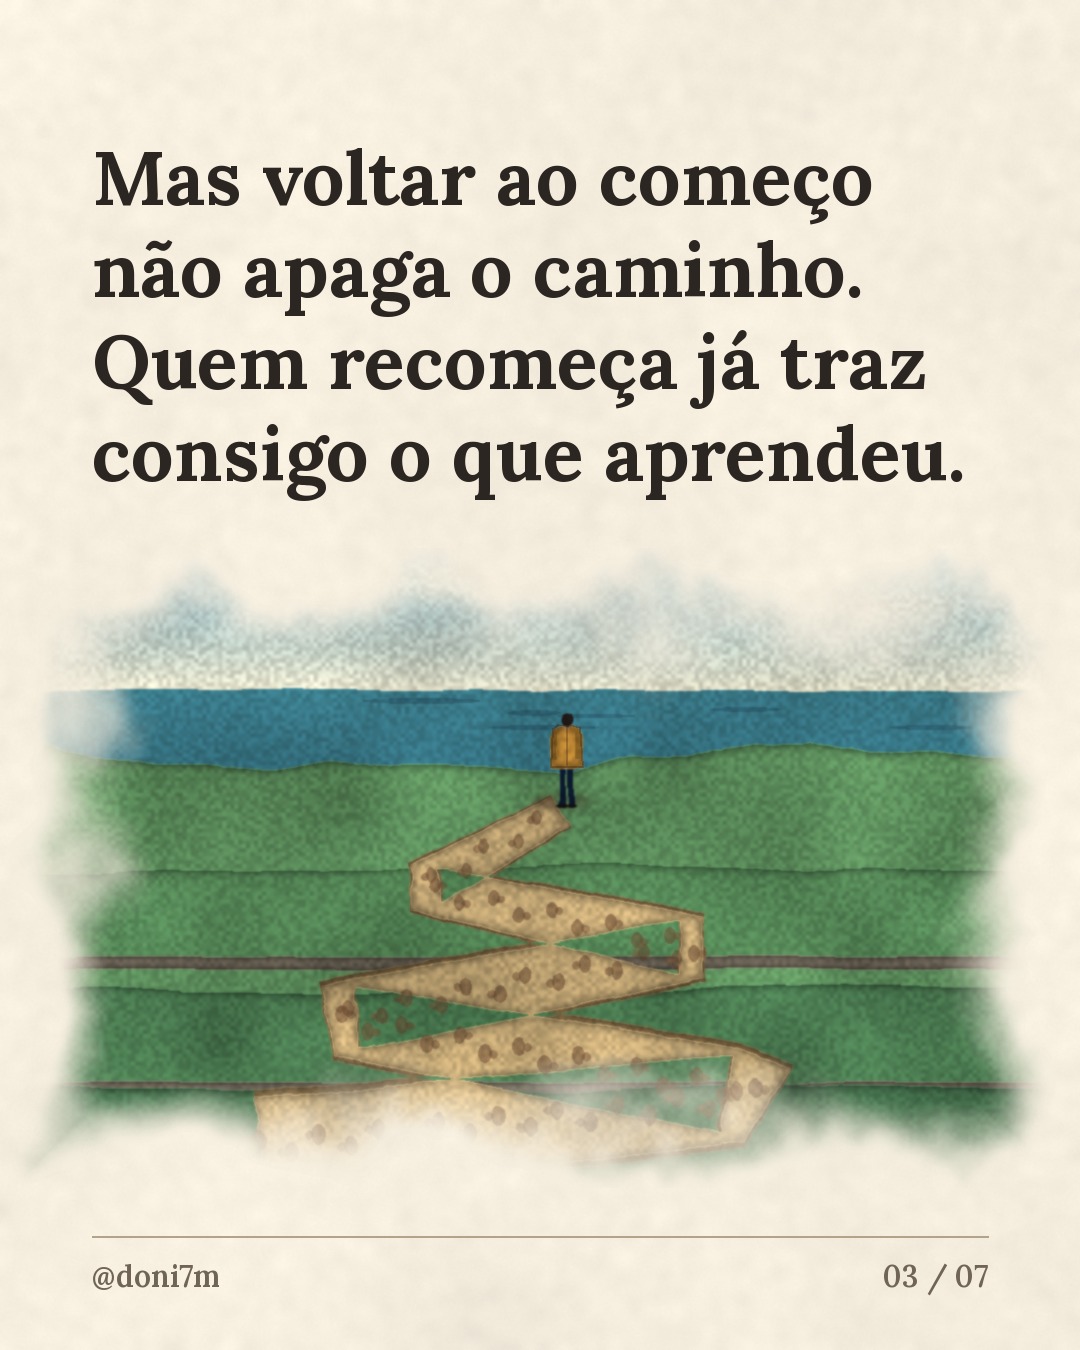 Mas voltar ao começo
não apaga o caminho.
Quem recomeça já traz
consigo o que aprendeu.
@doni7m
03 / 07